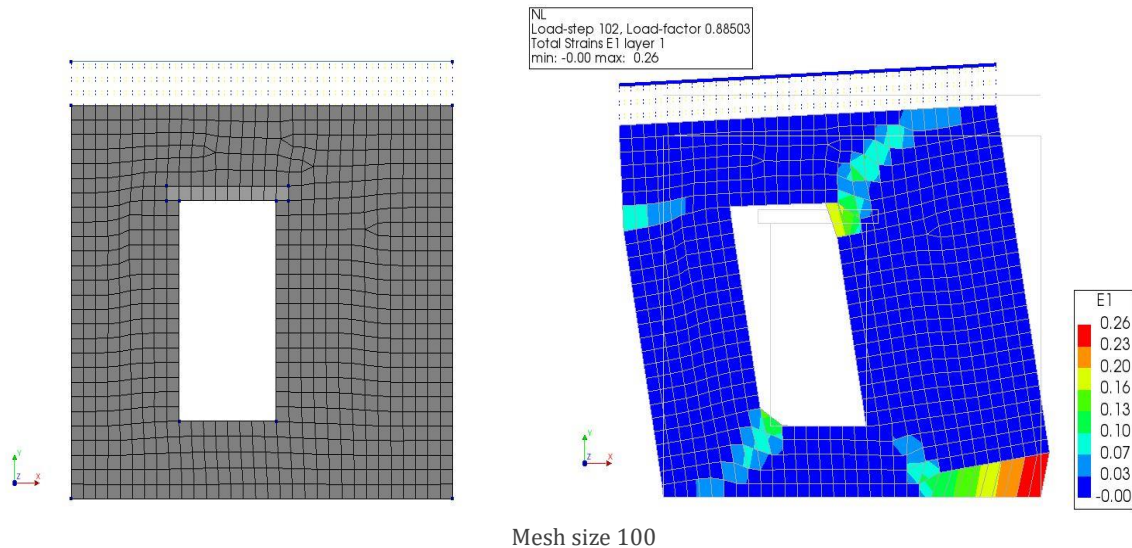 NL
Load-step 102, Load-factor 0.88503
Total Strains E1 layer 1
min: -0.00 max: 0.26
E1
0.26
0.23
0.20
0.16
0.13
0.10
0.07
0.03
-0.00
Y
Z X
Y
Z X
Mesh size 100